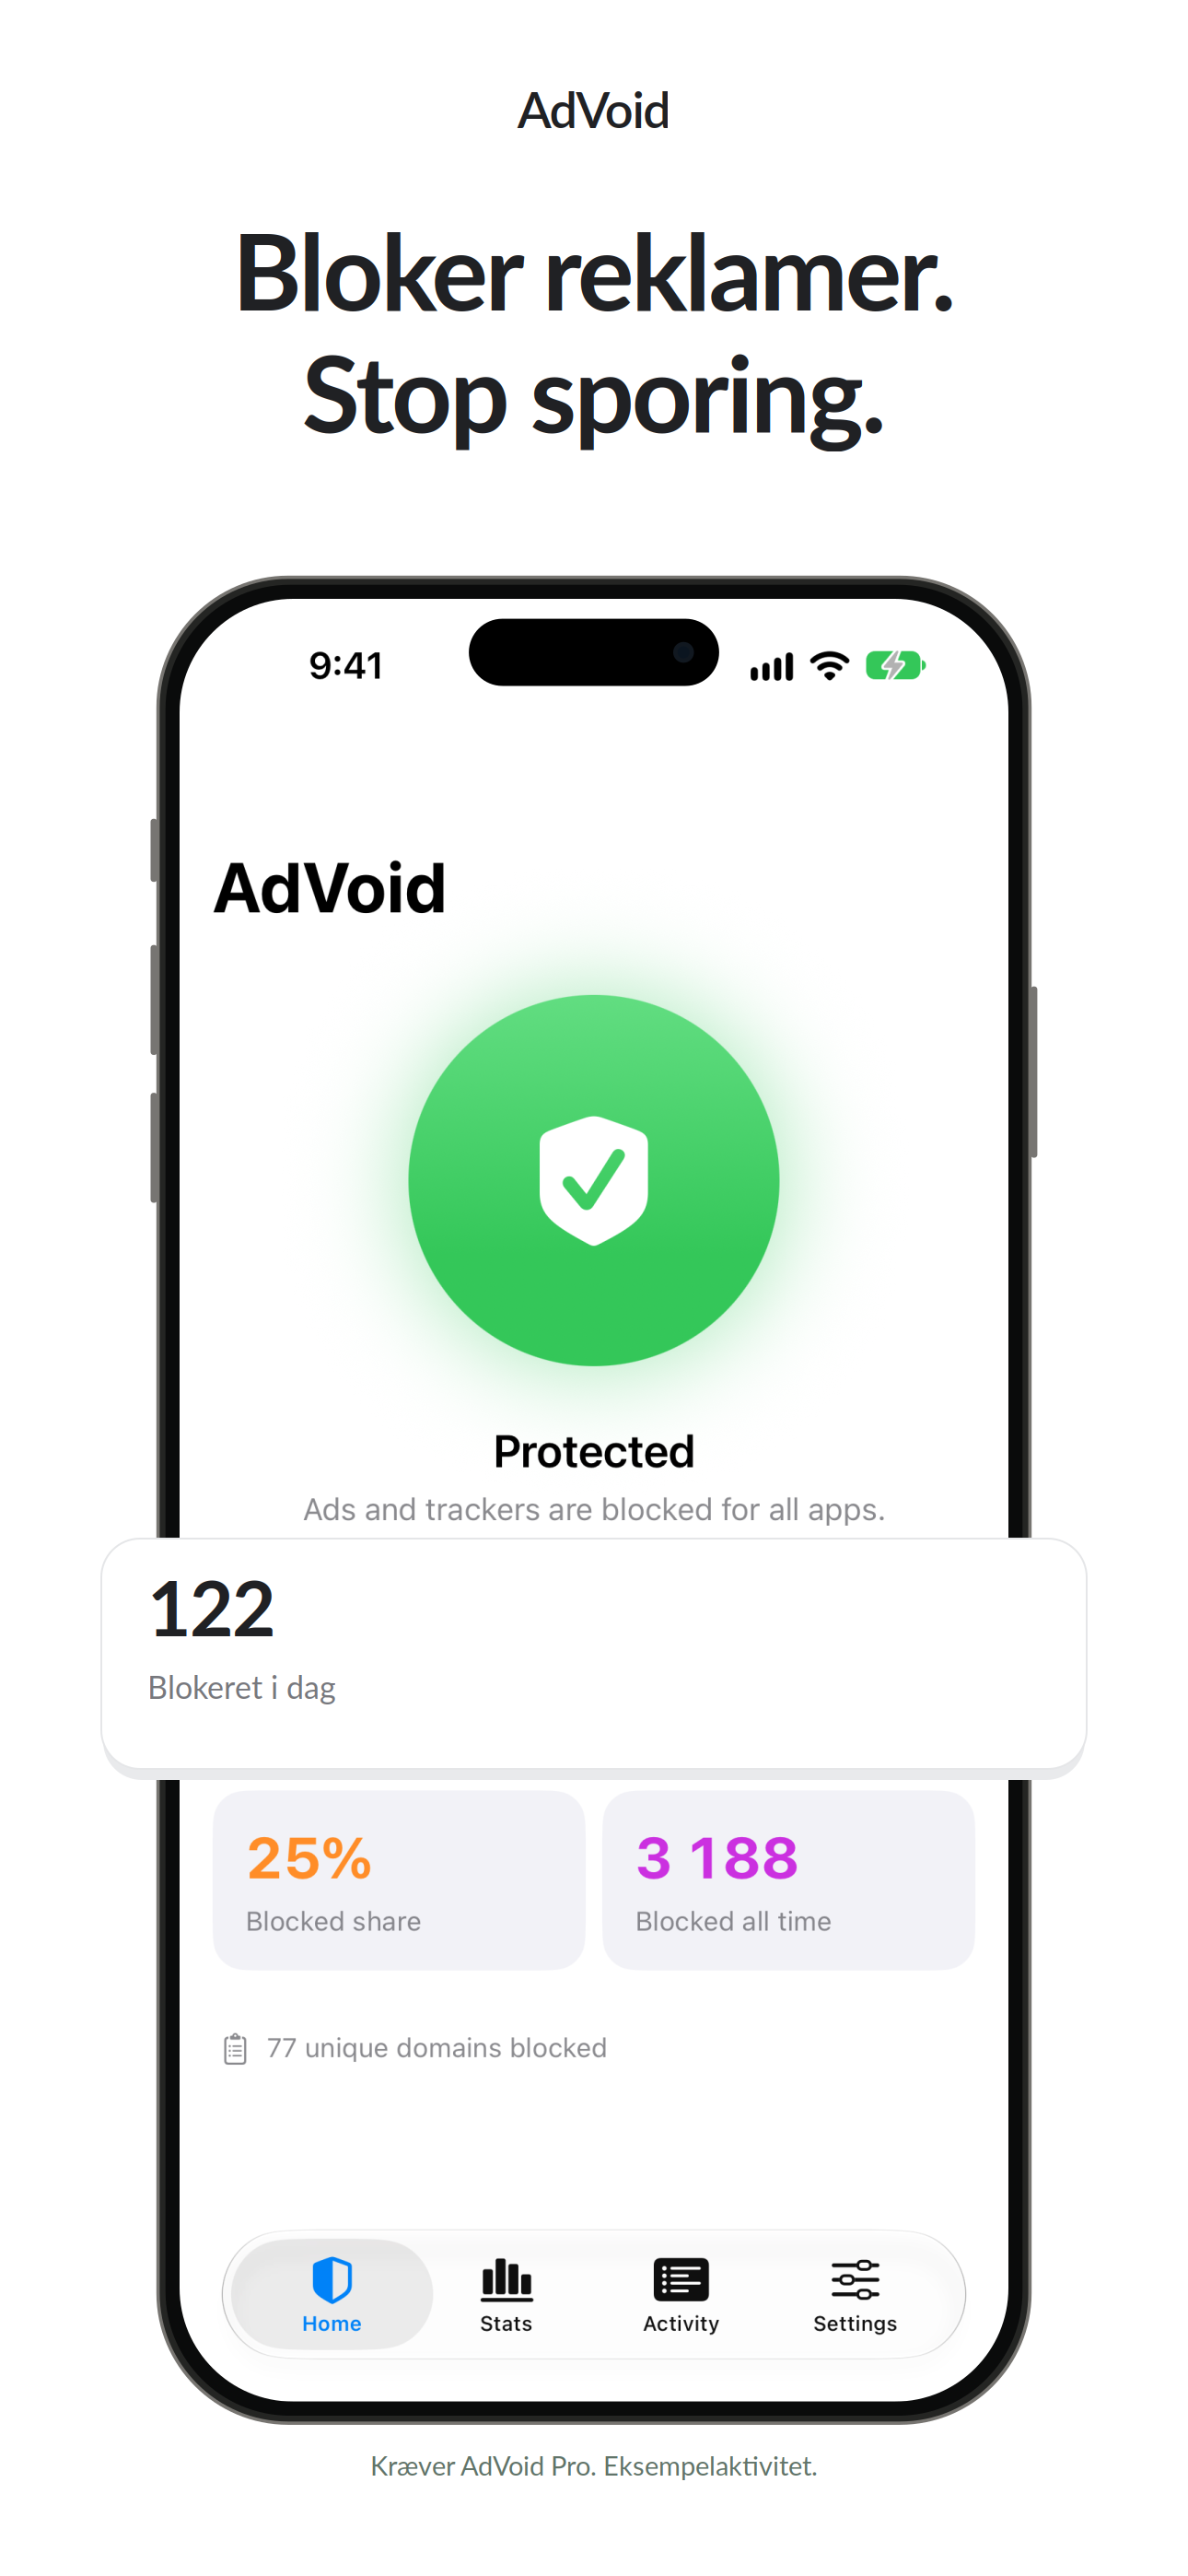 AdVoid
Bloker reklamer.
Stop sporing.
9:41
AdVoid
Protected
Ads and trackers are blocked for all apps.
122
Blokeret i dag
25%
Blocked share
3 188
Blocked all time
77 unique domains blocked
Home
Stats
Activity
Settings
Kræver AdVoid Pro. Eksempelaktivitet.